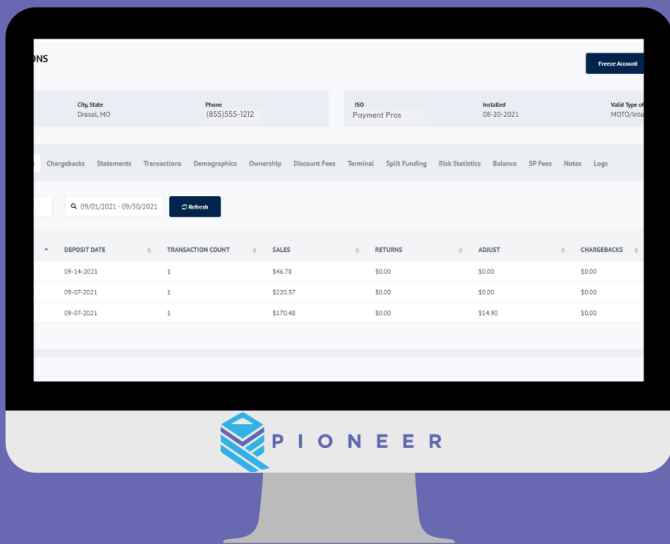 ONS
Freeze Account
City, State Phone ISO Installed Valid Type of
Drexel, MO (855)555-1212 Payment Pros 08-20-2021 MOTO/Inte
Chargebacks Statements Transactions Demographics Ownership Discount Fees Terminal Split Funding Risk Statistics Balance SP Fees Notes Logs
09/01/2021 - 09/30/2021 Refresh
DEPOSIT DATE TRANSACTION COUNT SALES RETURNS ADJUST CHARGEBACKS
09-14-2021 1 $46.78 $0.00 $0.00 $0.00
09-07-2021 1 $220.37 $0.00 $0.00 $0.00
09-07-2021 1 $170.48 $0.00 $14.90 $0.00
PIONEER